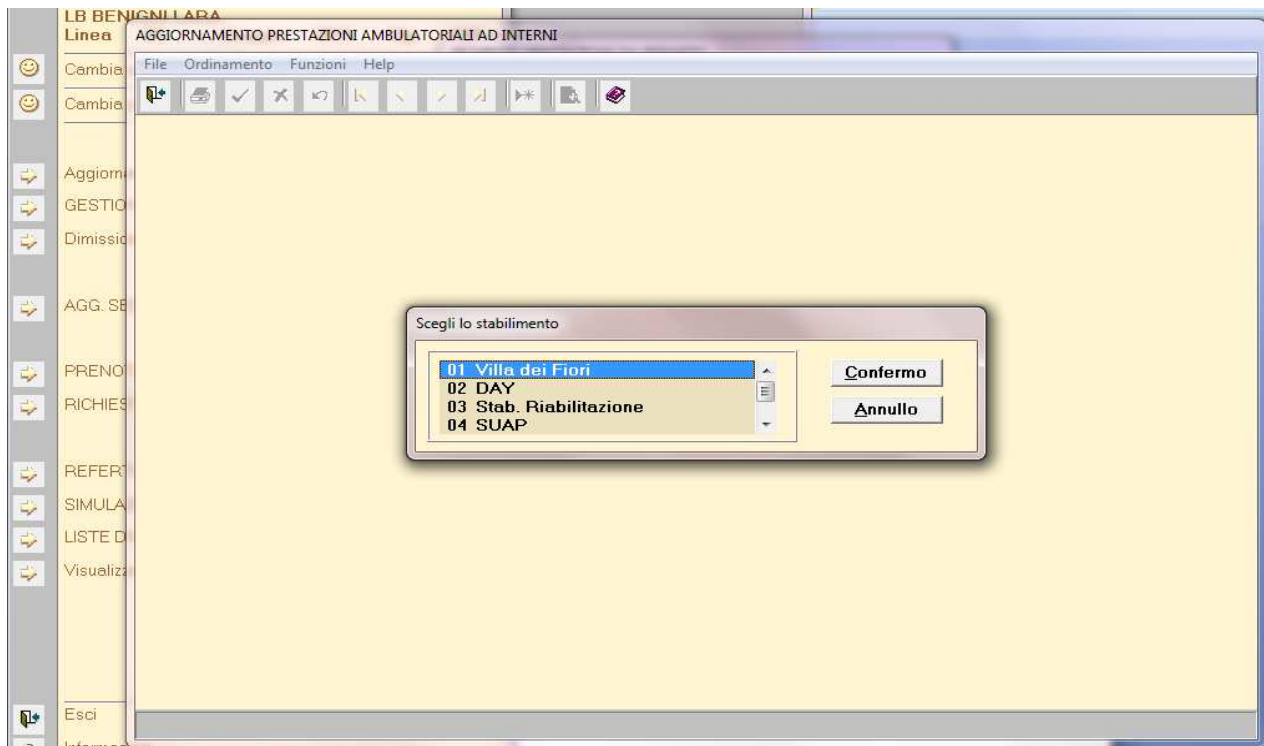 LB BENIGNI LARA
Linea
AGGIORNAMENTO PRESTAZIONI AMBULATORIALI AD INTERNI
File Ordinamento Funzioni Help
Cambia
Cambia
Aggiorna
GESTIO
Dimissio
AGG. SE
PRENO
RICHIES
REFERT
SIMULA
LISTE D
Visualizz
Esci
Scegli lo stabilimento
01 Villa dei Fiori
02 DAY
03 Stab. Riabilitazione
04 SUAP
Confermo
Annullo